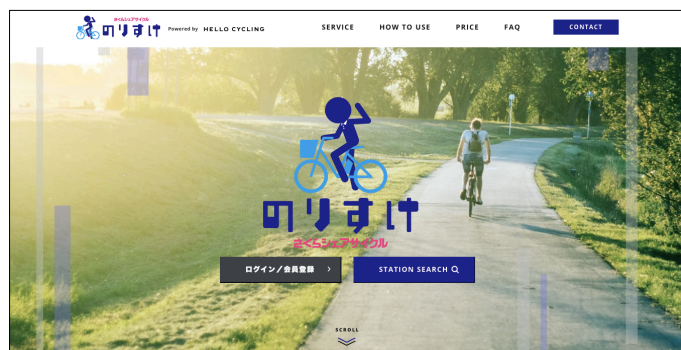 さくらシェアサイクル
のりすけ Powered by HELLO CYCLING SERVICE HOW TO USE PRICE FAQ CONTACT
のりすけ
さくらシェアサイクル
ログイン／会員登録 STATION SEARCH
SCROLL